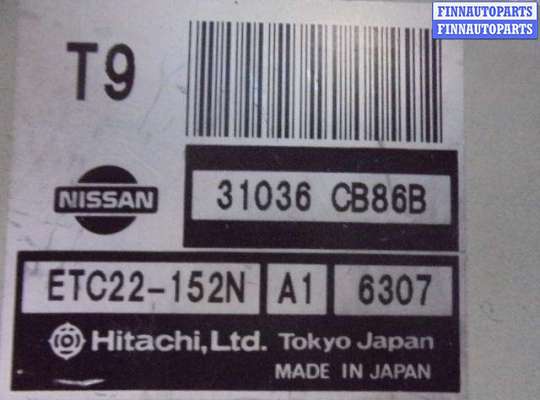 FINNAUTOPARTS
FINNAUTOPARTS
T9
NISSAN
31036 CB86B
ETC22-152N A1 6307
Hitachi, Ltd. Tokyo Japan
MADE IN JAPAN